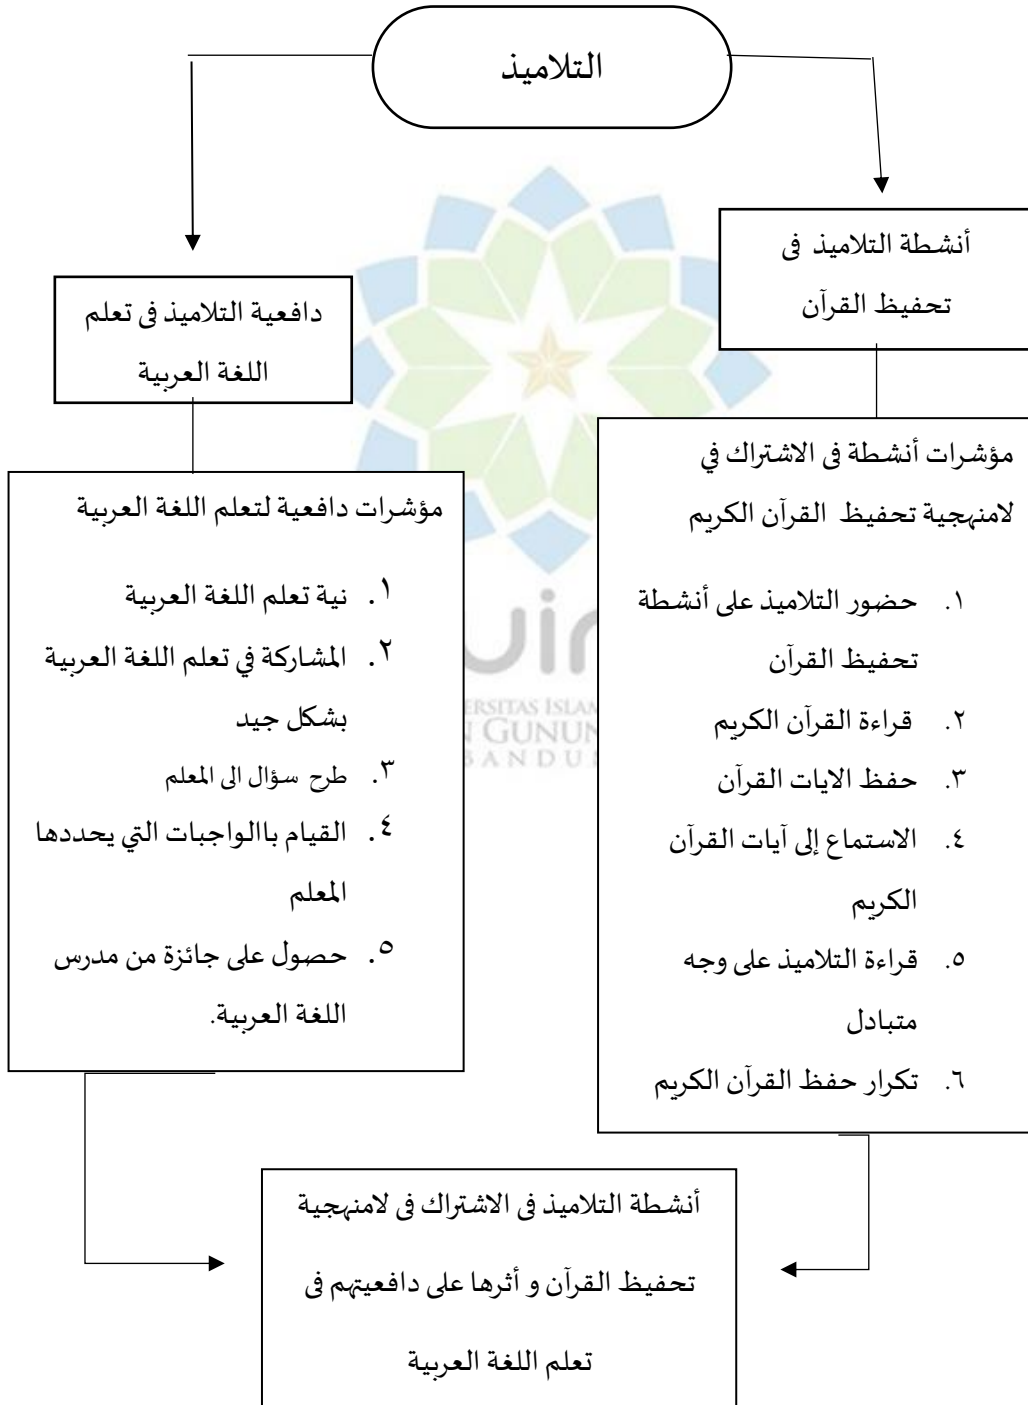 التلاميذ
أنشطة التلاميذ فى
تحفيظ القرآن
دافعية التلاميذ فى تعلم
اللغة العربية
مؤشرات أنشطة فى الاشتراك في
لامنهجية تحفيظ القرآن الكريم
١. حضور التلاميذ على أنشطة
تحفيظ القرآن
٢. قراءة القرآن الكريم
٣. حفظ الايات القرآن
٤. الاستماع إلى آيات القرآن
الكريم
٥. قراءة التلاميذ على وجه
متبادل
٦. تكرار حفظ القرآن الكريم
مؤشرات دافعية لتعلم اللغة العربية
١. نية تعلم اللغة العربية
٢. المشاركة في تعلم اللغة العربية
بشكل جيد
٣. طرح سؤال الى المعلم
٤. القيام باالواجبات التي يحددها
المعلم
٥. حصول على جائزة من مدرس
اللغة العربية.
أنشطة التلاميذ فى الاشتراك فى لامنهجية
تحفيظ القرآن و أثرها على دافعيتهم فى
تعلم اللغة العربية